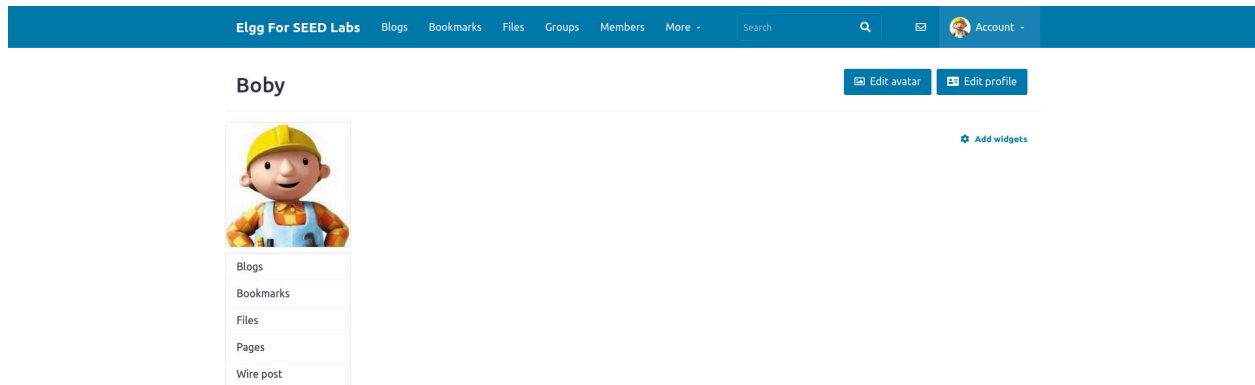 Elgg For SEED Labs Blogs Bookmarks Files Groups Members More Search Account
Boby Edit avatar Edit profile
Add widgets
Blogs
Bookmarks
Files
Pages
Wire post